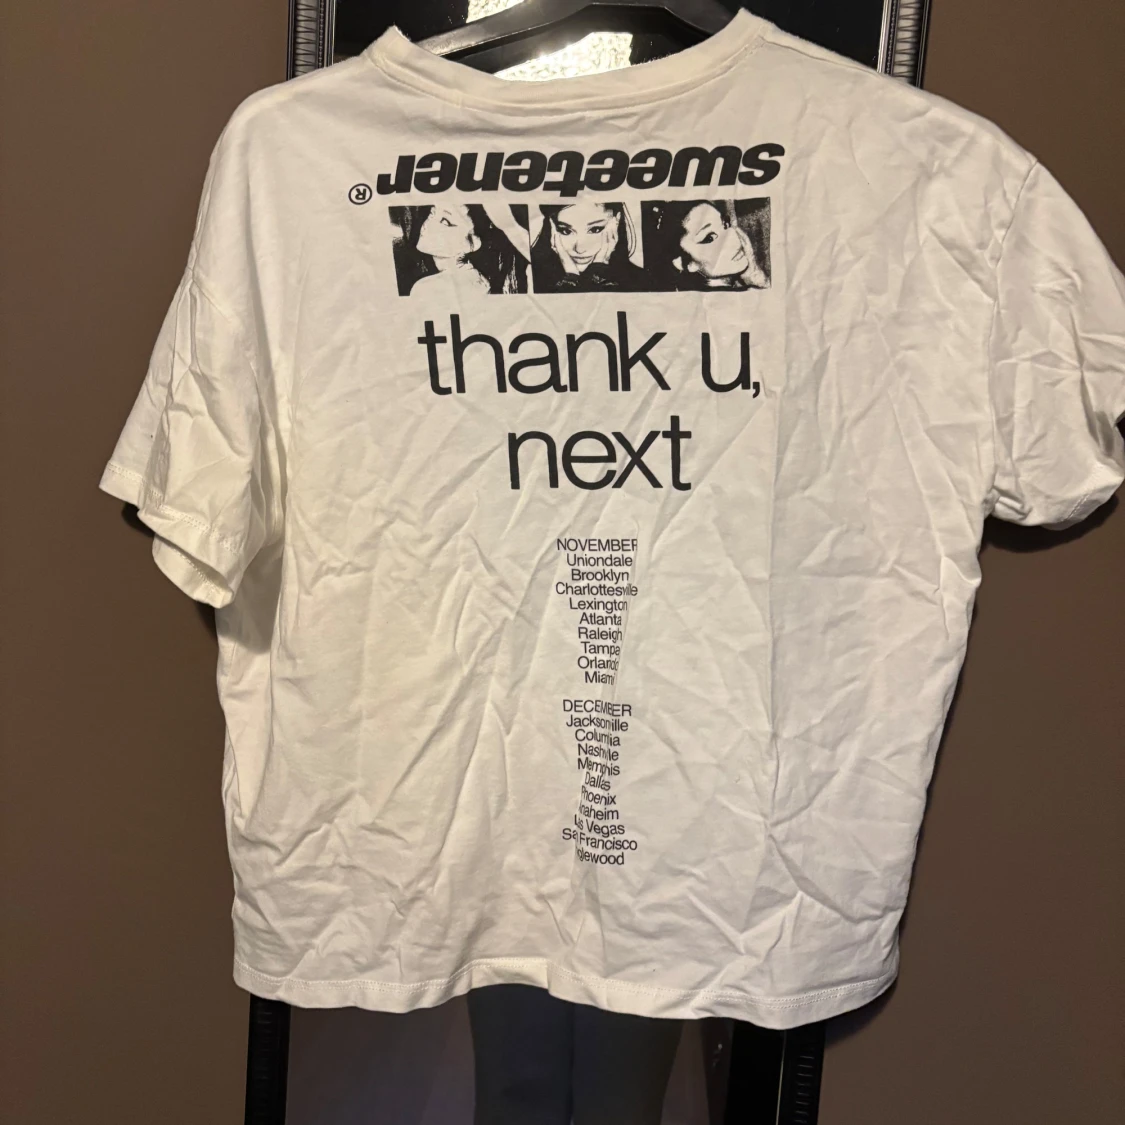 sweetener®
thank u,
next
NOVEMBER
Uniondale
Brooklyn
Charlottesville
Lexington
Atlanta
Raleigh
Tampa
Orlando
Miami
DECEMBER
Jacksonville
Columbia
Nashville
Memphis
Dallas
Phoenix
Anaheim
Las Vegas
San Francisco
Inglewood